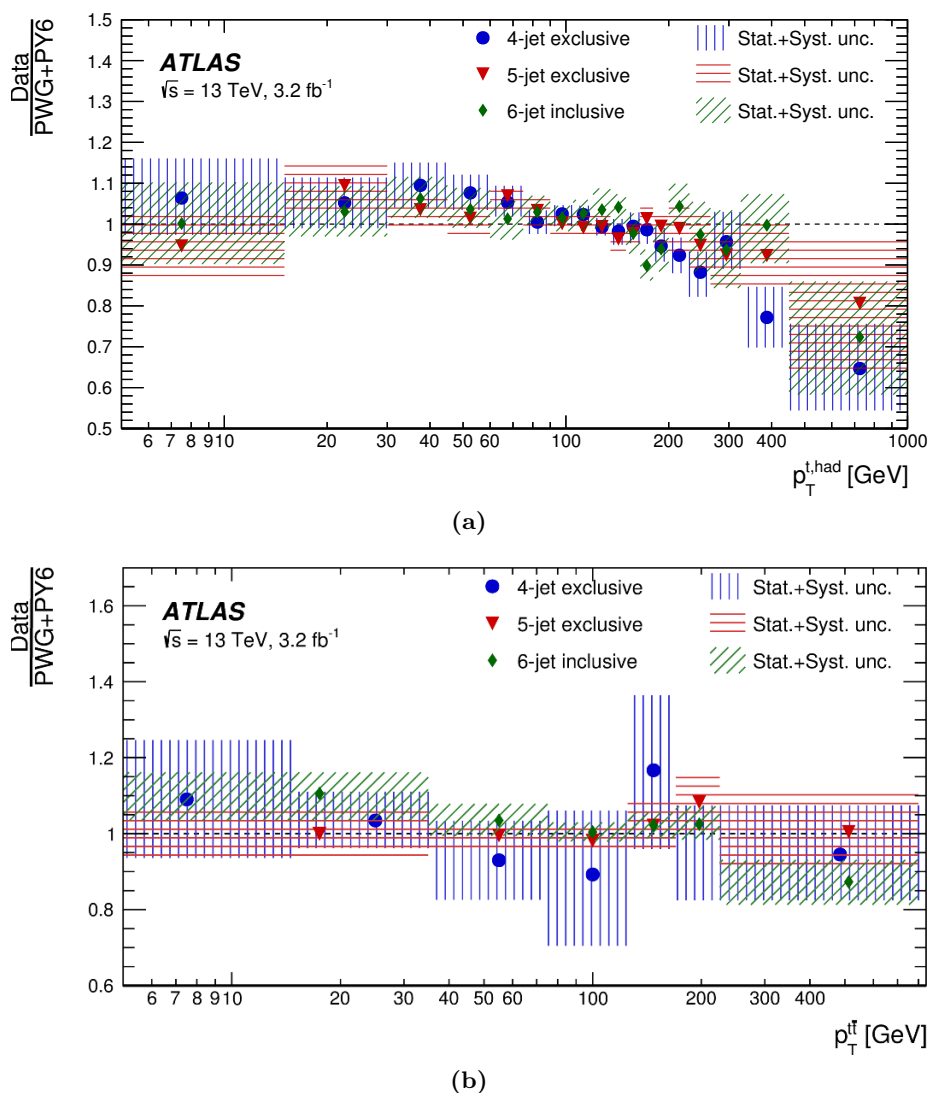 Data
PWG+PY6
1.5
1.4
1.3
1.2
1.1
1
0.9
0.8
0.7
0.6
0.5
ATLAS
√s = 13 TeV, 3.2 fb⁻¹
4-jet exclusive
5-jet exclusive
6-jet inclusive
Stat.+Syst. unc.
Stat.+Syst. unc.
Stat.+Syst. unc.
6 7 8 9 10 20 30 40 50 60 100 200 300 400 1000
p_T^{t,had} [GeV]
(a)
Data
PWG+PY6
1.6
1.4
1.2
1
0.8
0.6
ATLAS
√s = 13 TeV, 3.2 fb⁻¹
4-jet exclusive
5-jet exclusive
6-jet inclusive
Stat.+Syst. unc.
Stat.+Syst. unc.
Stat.+Syst. unc.
6 7 8 9 10 20 30 40 50 60 100 200 300 400
p_T^{tt̄} [GeV]
(b)